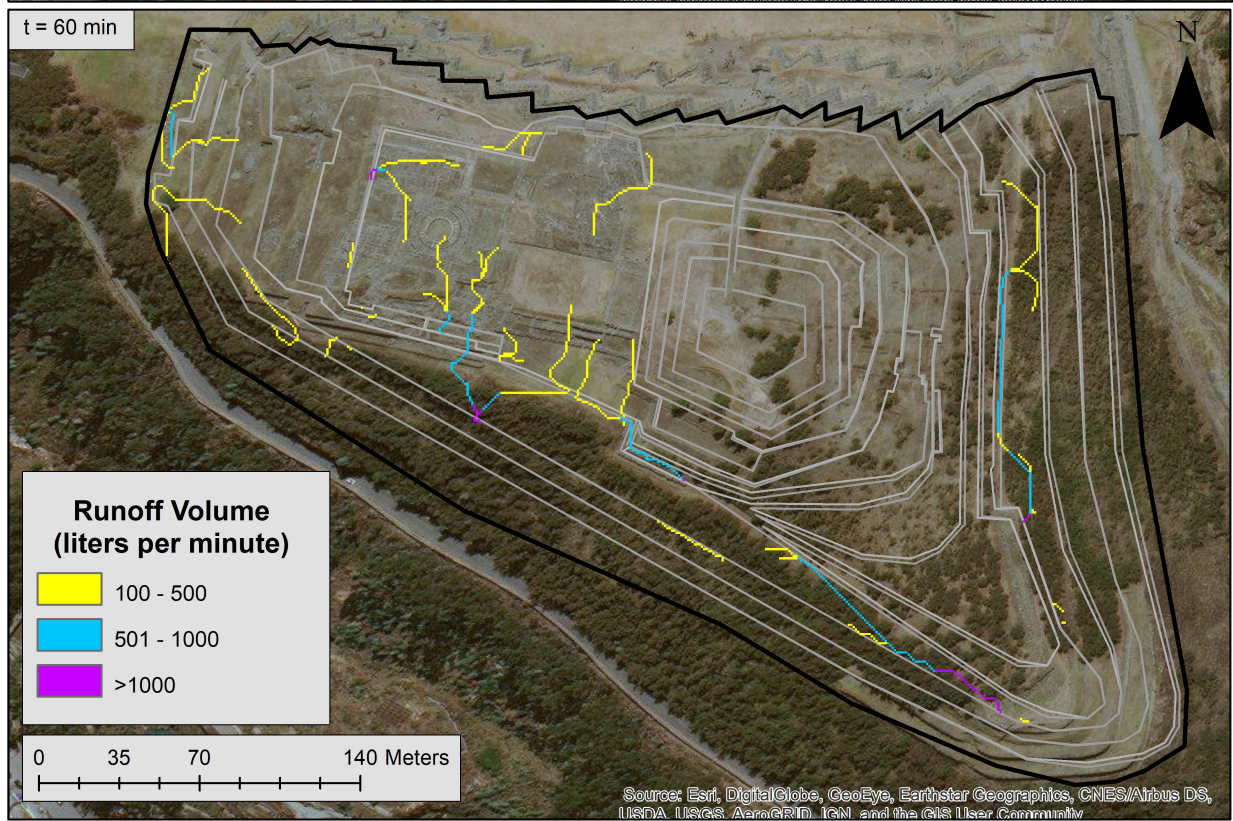 t = 60 min
N
Runoff Volume
(liters per minute)
100 - 500
501 - 1000
>1000
0 35 70 140 Meters
Source: Esri, DigitalGlobe, GeoEye, Earthstar Geographics, CNES/Airbus DS,
USDA, USGS, AeroGRID, IGN, and the GIS User Community